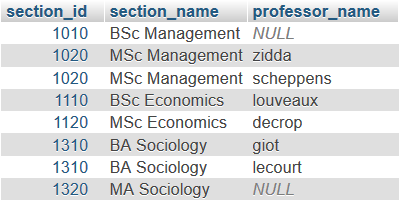 section_id section_name professor_name
1010 BSc Management NULL
1020 MSc Management zidda
1020 MSc Management scheppens
1110 BSc Economics louveaux
1120 MSc Economics decrop
1310 BA Sociology giot
1310 BA Sociology lecourt
1320 MA Sociology NULL